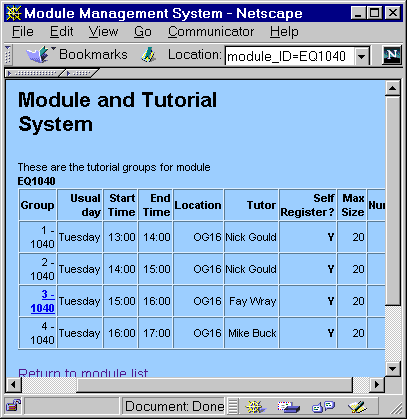 Module Management System - Netscape
File Edit View Go Communicator Help
Bookmarks Location: module_ID=EQ1040
Module and Tutorial
System
These are the tutorial groups for module
EQ1040
Group Usual day Start Time End Time Location Tutor Self Register? Max Size
1 - 1040 Tuesday 13:00 14:00 OG16 Nick Gould Y 20
2 - 1040 Tuesday 14:00 15:00 OG16 Nick Gould Y 20
3 - 1040 Tuesday 15:00 16:00 OG16 Fay Wray Y 20
4 - 1040 Tuesday 16:00 17:00 OG16 Mike Buck Y 20
Return to module list
Document: Done